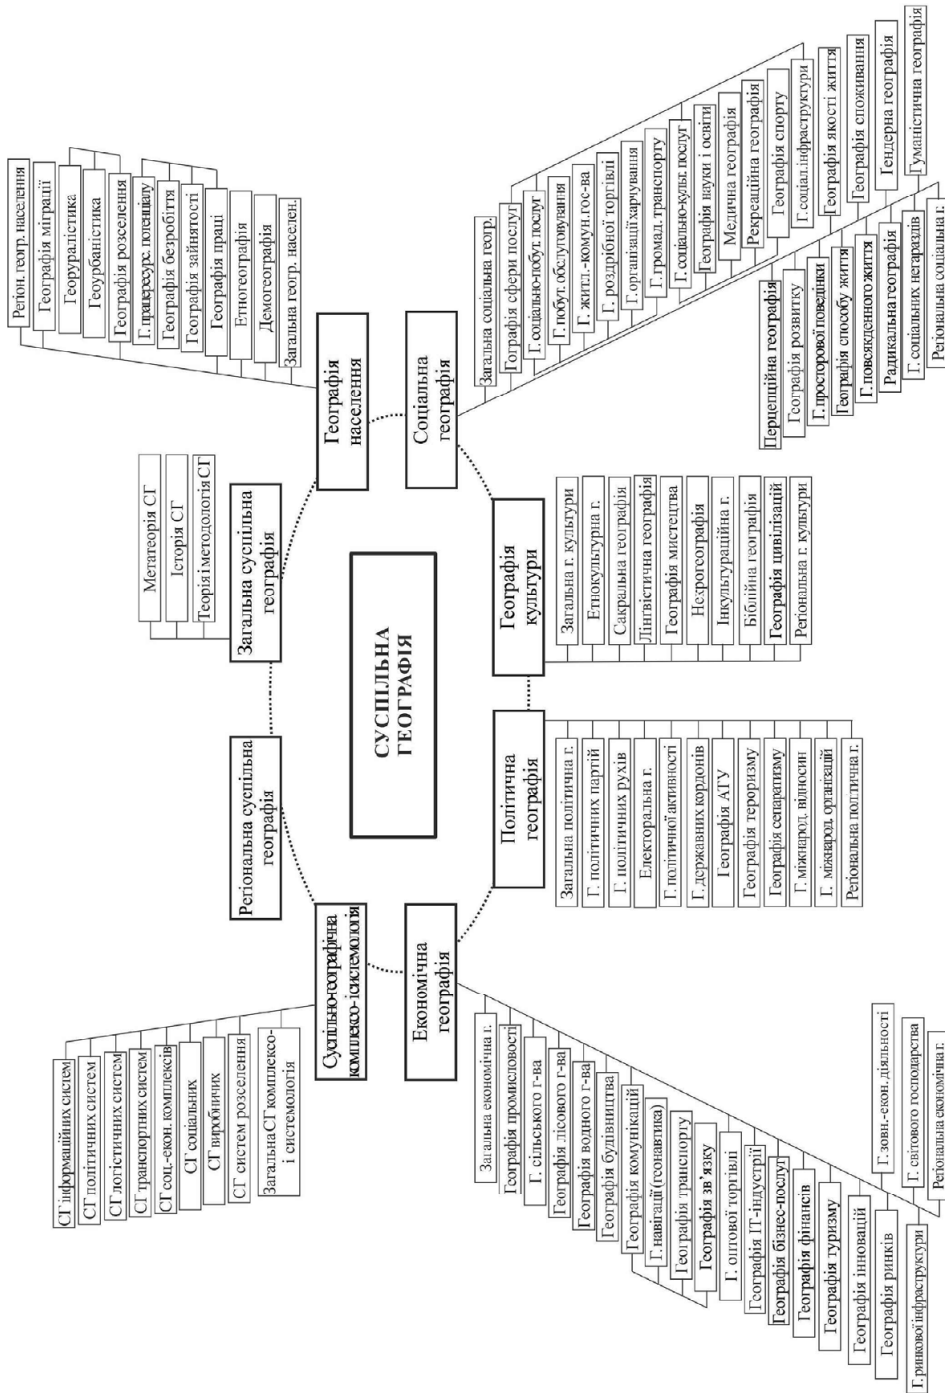 СУСПІЛЬНА
ГЕОГРАФІЯ
Загальна суспільна
географія
Метатеорія СГ
Історія СГ
Теорія і методологія СГ
Географія
населення
Регіон. геогр. населення
Географія міграції
Георуралістика
Геоурбаністика
Географія розселення
Г. працересурс. потенціалу
Географія безробіття
Географія зайнятості
Географія праці
Етногеографія
Демогеографія
Загальна геогр. населен.
Соціальна
географія
Загальна соціальна геогр.
Географія сфери послуг
Г. соціально-побут. послуг
Г. побут. обслуговування
Г. житл.-комун.гос-ва
Г. роздрібної торгівлі
Г.організації харчування
Г. громад. транспорту
Г. соціально-культ. послуг
Географія науки і освіти
Медична географія
Рекреаційна географія
Географія спорту
Г.соціал.інфраструктури
Географія якості життя
Географія споживання
Гендерна географія
Гуманістична географія
Перцепційна географія
Географія розвитку
Г. просторової поведінки
Географія способу життя
Г. повсякденного життя
Радикальна географія
Г. соціальних негараздів
Регіональна соціальна г.
Географія
культури
Загальна г. культури
Етнокультурна г.
Сакральна географія
Лінгвістична географія
Географія мистецтва
Некрогеографія
Інкультураційна г.
Біблійна географія
Географія цивілізацій
Регіональна г. культури
Політична
географія
Загальна політична г.
Г. політичних партій
Г. політичних рухів
Електоральна г.
Г. політичної активності
Г. державних кордонів
Географія АТУ
Географія тероризму
Географія сепаратизму
Г. міжнарод. відносин
Г. міжнарод. організацій
Регіональна політична г.
Економічна
географія
Загальна економічна г.
Географія промисловості
Г. сільського г-ва
Географія лісового г-ва
Географія водного г-ва
Географія будівництва
Географія комунікацій
Г. навігації (геонавтика)
Географія транспорту
Географія зв’язку
Г. оптової торгівлі
Географія ІТ-індустрії
Географія бізнес-послуг
Географія фінансів
Географія туризму
Географія інновацій
Географія ринків
Г. ринкової інфраструктури
Г. зовн.-екон. діяльності
Г. світового господарства
Регіональна економічна г.
Суспільно-географічна
комплексо- і системологія
СГ інформаційних систем
СГ політичних систем
СГ логістичних систем
СГ транспортних систем
СГ соц.-екон. комплексів
СГ соціальних
СГ виробничих
СГ систем розселення
Загальна СГ комплексо-
і системологія
Регіональна суспільна
географія